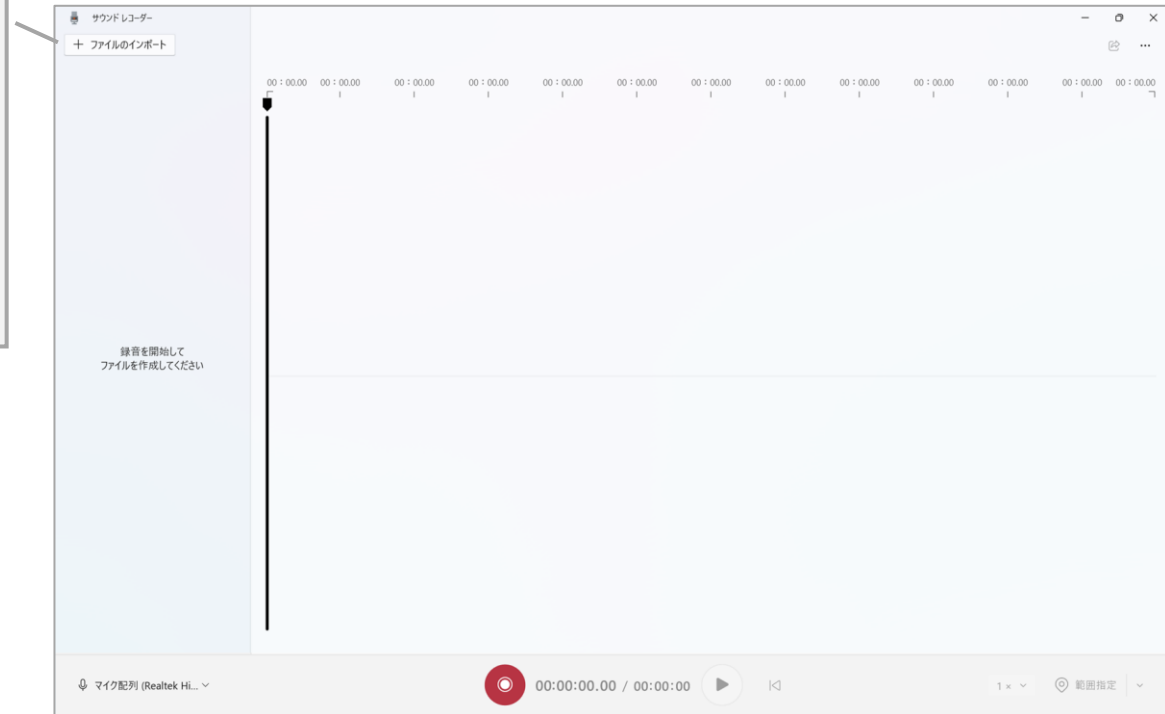 サウンド レコーダー
ファイルのインポート
00:00.00 00:00.00 00:00.00 00:00.00 00:00.00 00:00.00 00:00.00 00:00.00 00:00.00 00:00.00 00:00.00 00:00.00 00:00.00
録音を開始して
ファイルを作成してください
マイク配列 (Realtek Hi...
00:00:00.00 / 00:00:00
1 ×
範囲指定